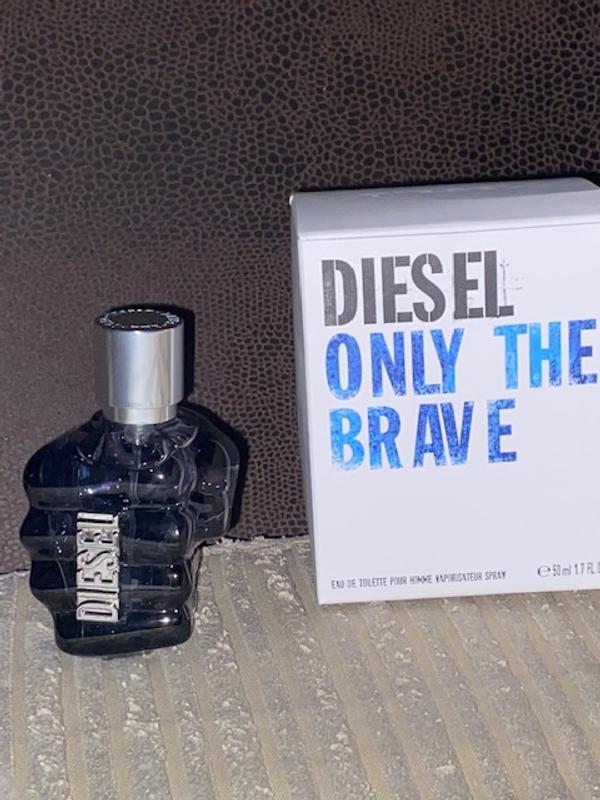 DIESEL
ONLY THE
BRAVE
EAU DE TOILETTE POUR HOMME VAPORISATEUR SPRAY
℮ 50 ml 1.7 FL.
DIESEL